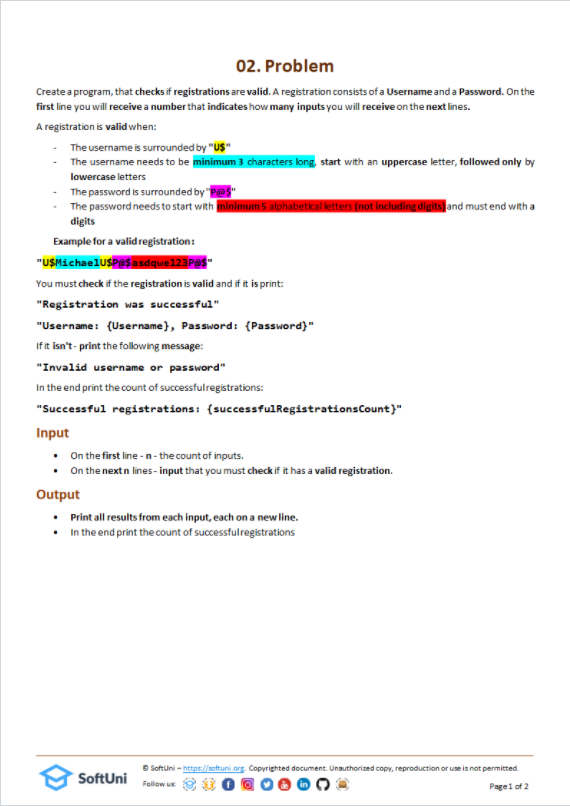 02. Problem
Create a program, that checks if registrations are valid. A registration consists of a Username and a Password. On the
first line you will receive a number that indicates how many inputs you will receive on the next lines.
A registration is valid when:
- The username is surrounded by "U$"
- The username needs to be minimum 3 characters long, start with an uppercase letter, followed only by
lowercase letters
- The password is surrounded by "P@$"
- The password needs to start with minimum 5 alphabetical letters (not including digits) and must end with a
digits
Example for a valid registration:
"U$MichaelU$P@$asdqwe123P@$"
You must check if the registration is valid and if it is print:
"Registration was successful"
"Username: {Username}, Password: {Password}"
If it isn't - print the following message:
"Invalid username or password"
In the end print the count of successful registrations:
"Successful registrations: {successfulRegistrationsCount}"
Input
• On the first line - n - the count of inputs.
• On the next n lines - input that you must check if it has a valid registration.
Output
• Print all results from each input, each on a new line.
• In the end print the count of successful registrations
SoftUni
© SoftUni – https://softuni.org. Copyrighted document. Unauthorized copy, reproduction or use is not permitted.
Follow us:
Page 1 of 2